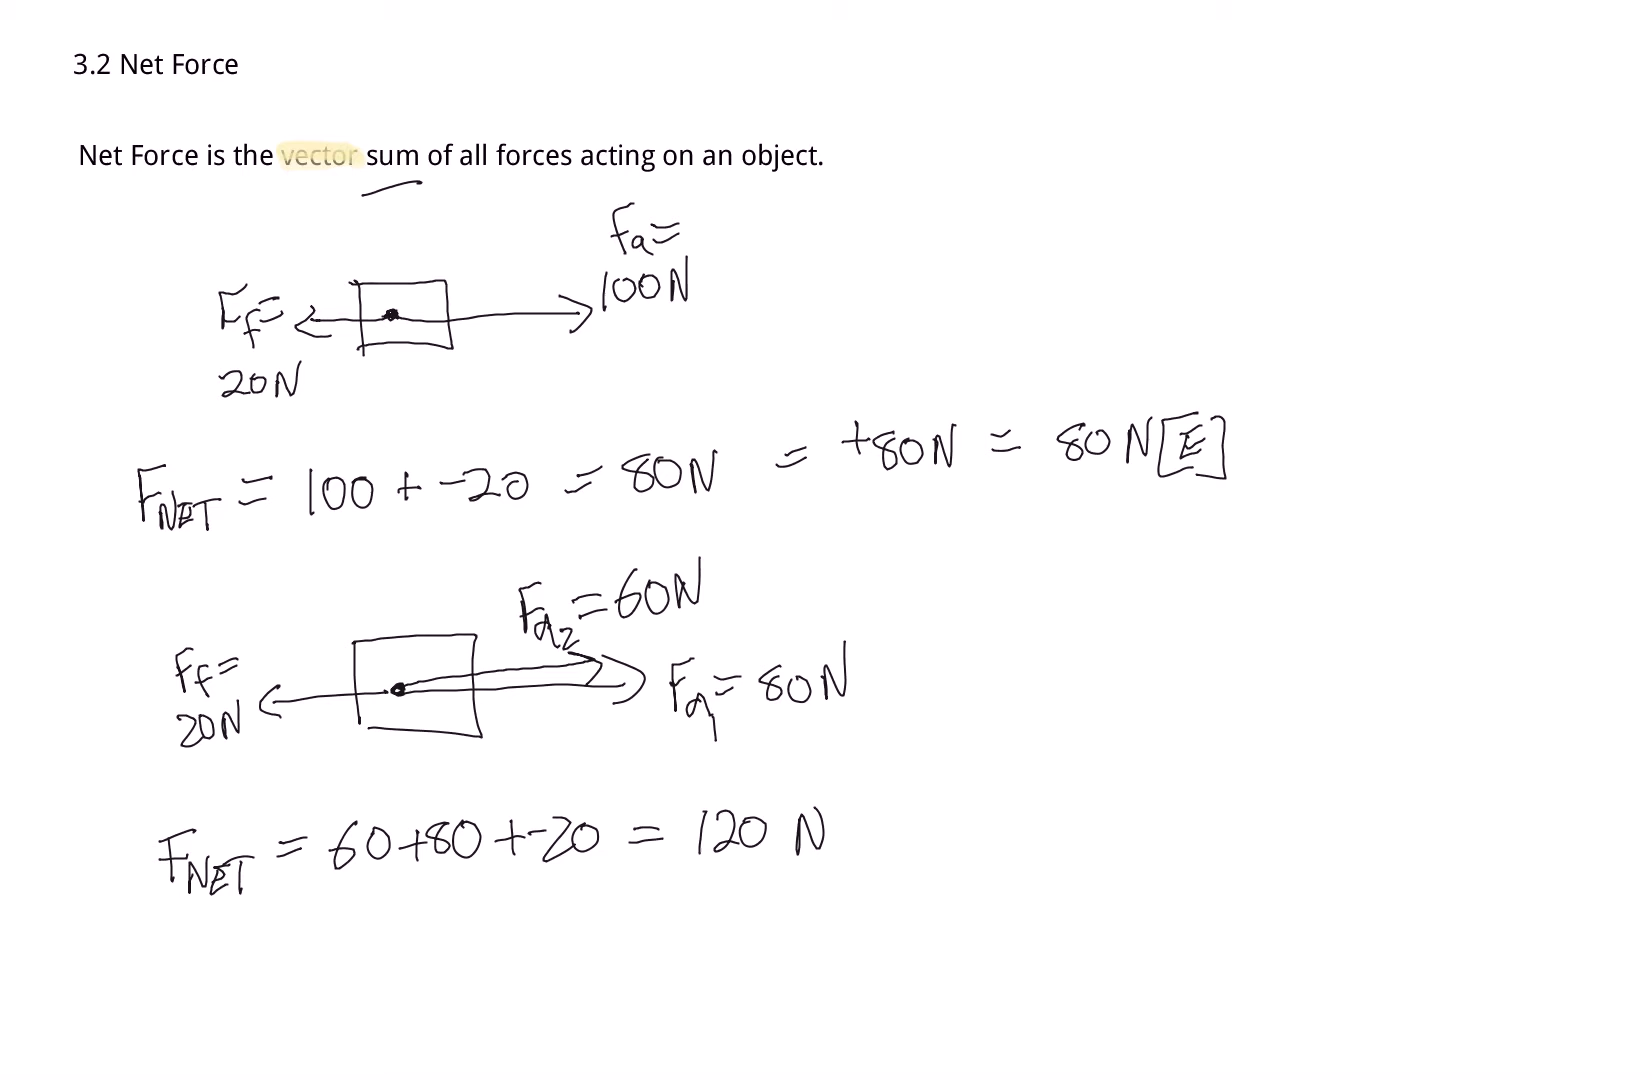 3.2 Net Force
Net Force is the vector sum of all forces acting on an object.
Fa=
100N
Ff=
20N
FNET = 100 + -20 = 80N = +80N = 80N[E]
Fa2=60N
Ff=
20N
Fa1=80N
FNET = 60+80+-20 = 120 N